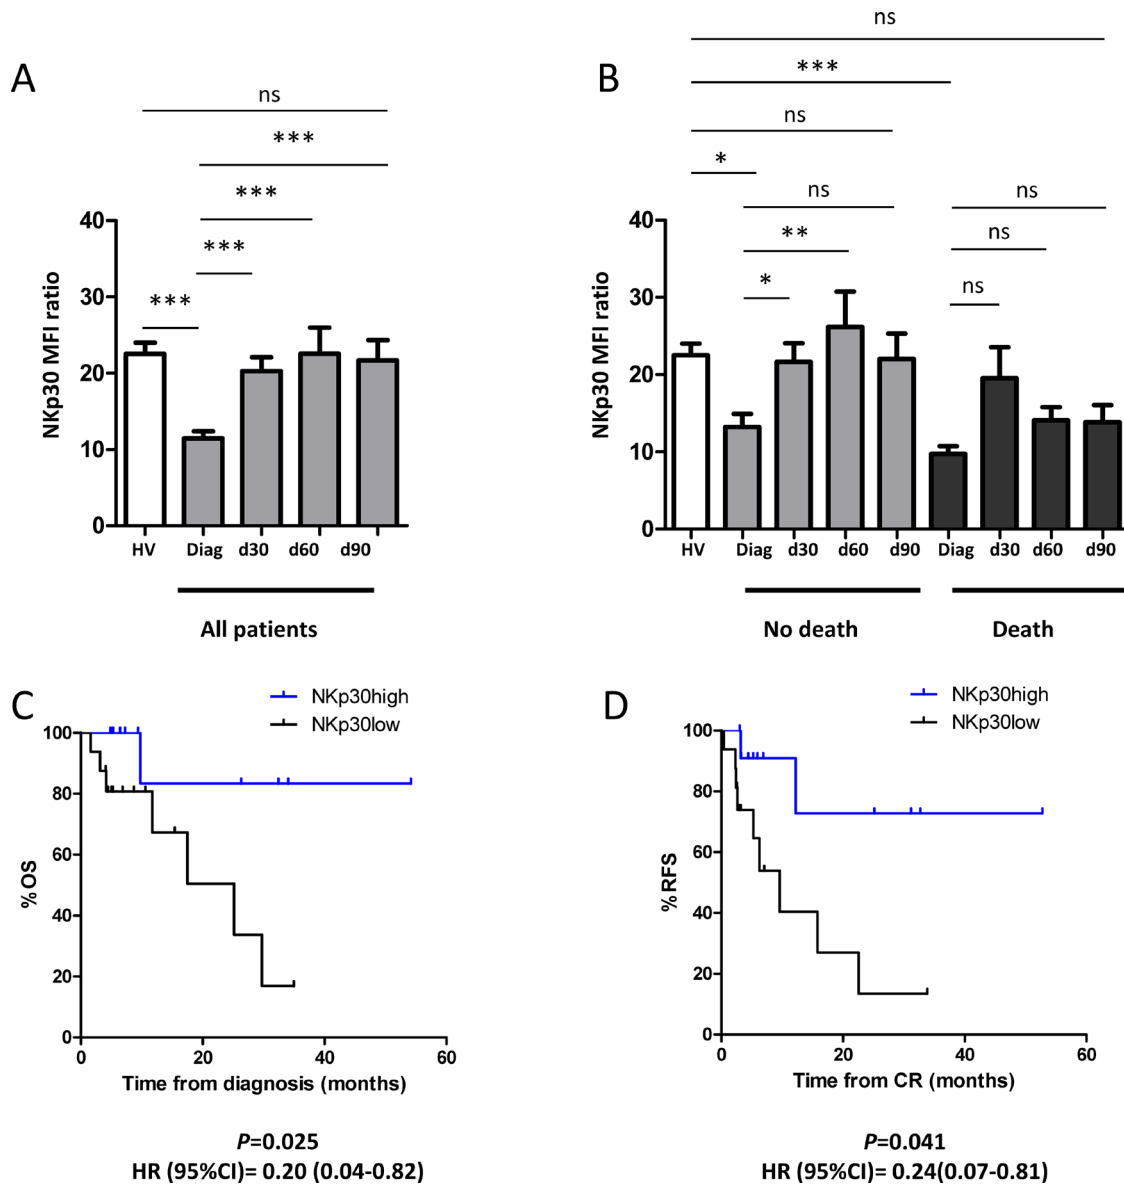 A
ns
***
***
***
***
NKp30 MFI ratio
40
30
20
10
0
HV Diag d30 d60 d90
All patients
B
ns
***
ns
*
ns
**
*
ns
ns
ns
NKp30 MFI ratio
40
30
20
10
0
HV Diag d30 d60 d90 Diag d30 d60 d90
No death Death
C
NKp30high
NKp30low
%OS
100
80
60
40
20
0
0 20 40 60
Time from diagnosis (months)
P=0.025
HR (95%CI)= 0.20 (0.04-0.82)
D
NKp30high
NKp30low
%RFS
100
80
60
40
20
0
0 20 40 60
Time from CR (months)
P=0.041
HR (95%CI)= 0.24(0.07-0.81)